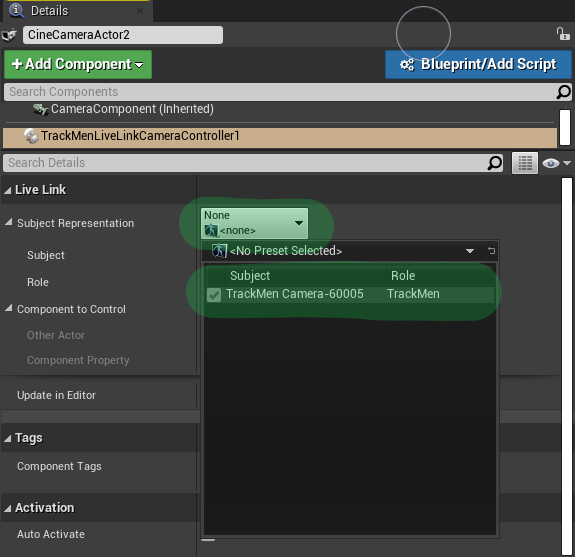 Details
CineCameraActor2
+Add Component
Blueprint/Add Script
Search Components
CameraComponent (Inherited)
TrackMenLiveLinkCameraController1
Search Details
Live Link
Subject Representation
None
<none>
<No Preset Selected>
Subject
Subject
Role
Role
TrackMen Camera-60005
TrackMen
Component to Control
Other Actor
Component Property
Update in Editor
Tags
Component Tags
Activation
Auto Activate